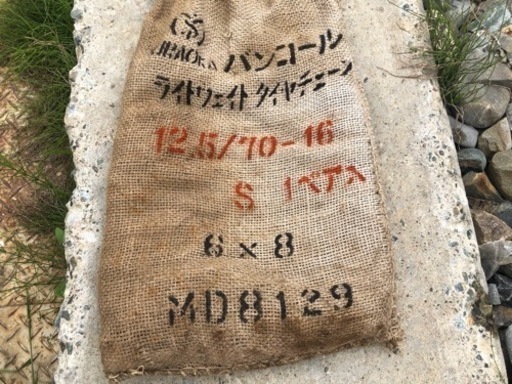 バンコール
ライトウェイトタイヤチェーン
12.5/70-16
S 1ペア入
6×8
MD8129